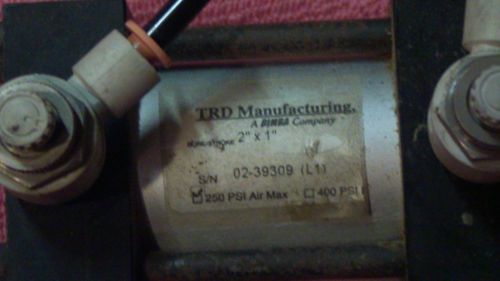 TRD Manufacturing,
A BIMBA Company
2" x 1"
S/N 02-39309 (L1)
250 PSI Air Max 400 PSI